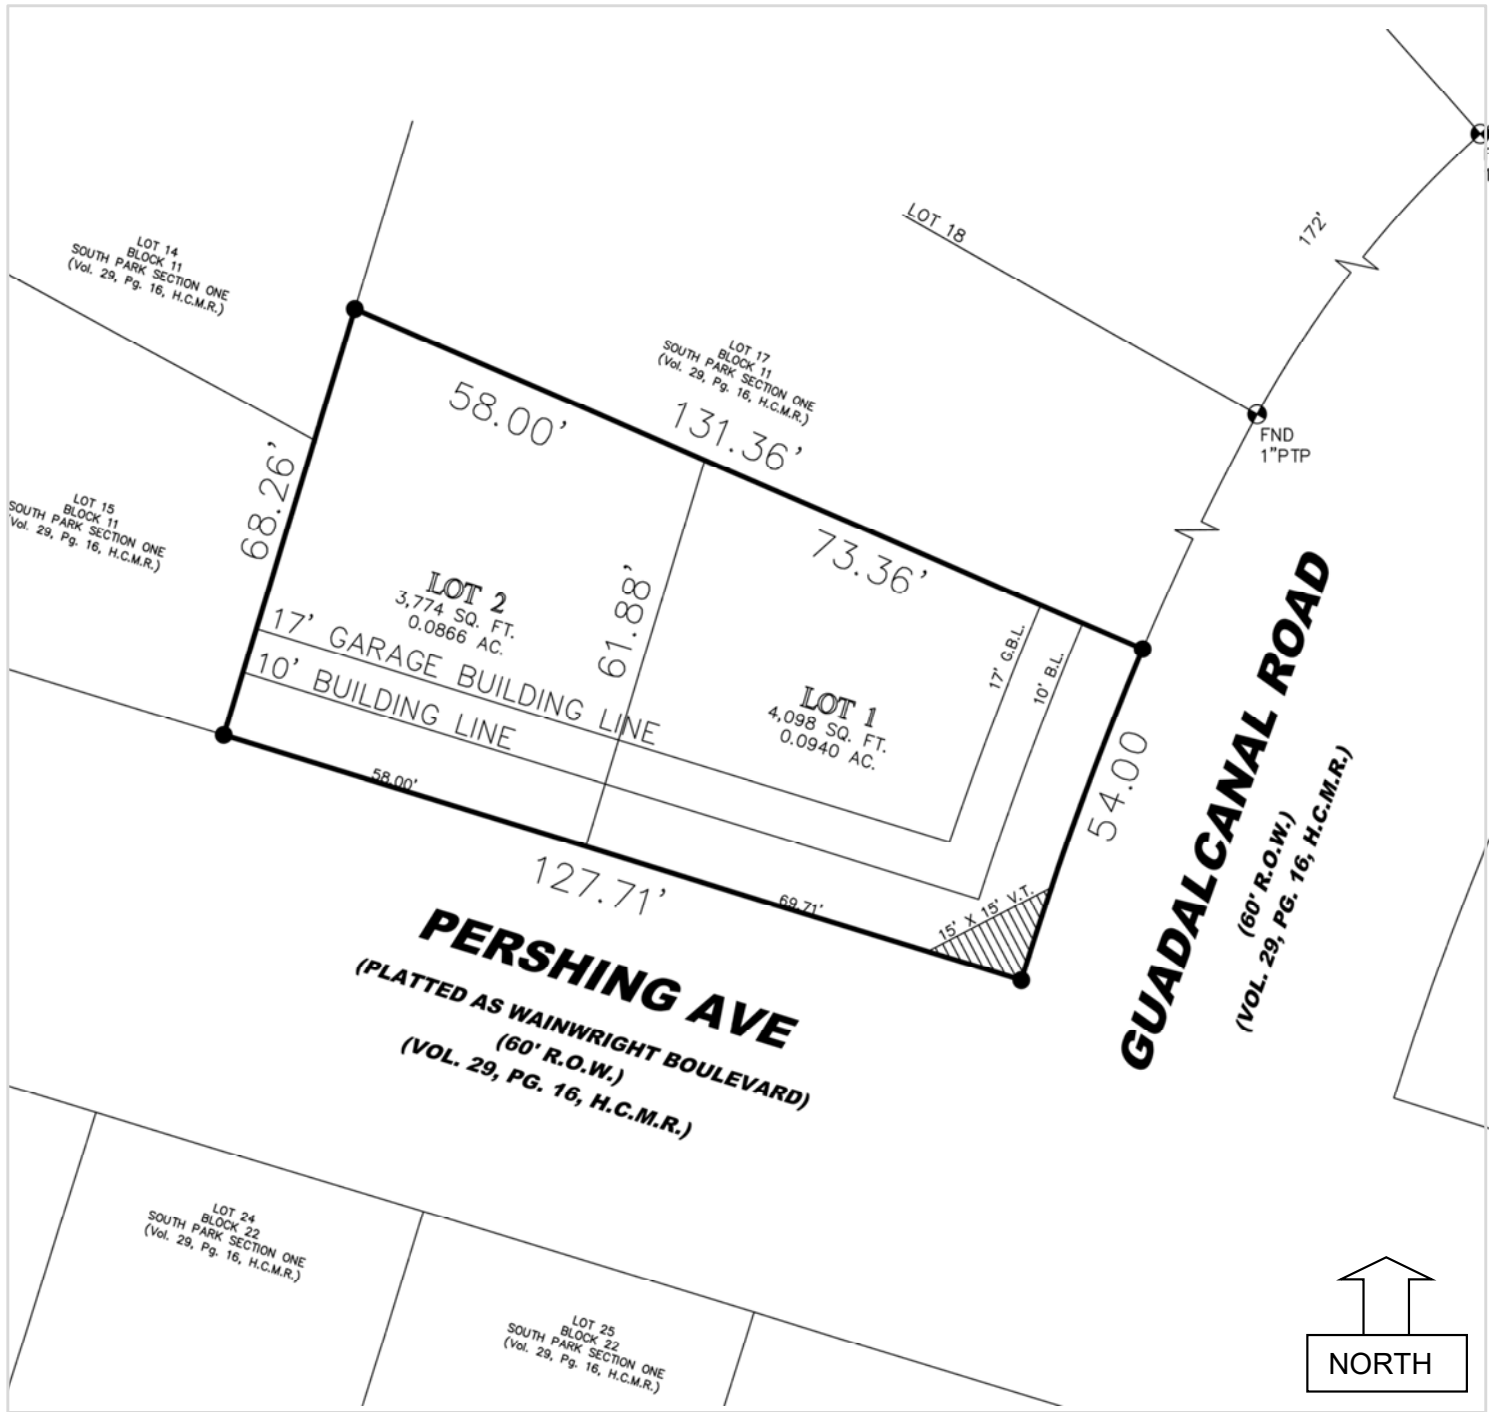 172'
LOT 18
LOT 14
BLOCK 11
SOUTH PARK SECTION ONE
(Vol. 29, Pg. 16, H.C.M.R.)
LOT 17
BLOCK 11
SOUTH PARK SECTION ONE
(Vol. 29, Pg. 16, H.C.M.R.)
58.00'
131.36'
FND
1"PTP
68.26'
LOT 15
BLOCK 11
SOUTH PARK SECTION ONE
Vol. 29, Pg. 16, H.C.M.R.)
73.36'
LOT 2
3,774 SQ. FT.
0.0866 AC.
61.88'
17' GARAGE BUILDING LINE
10' BUILDING LINE
17' G.B.L.
10' B.L.
LOT 1
4,098 SQ. FT.
0.0940 AC.
54.00
GUADALCANAL ROAD
(60' R.O.W.)
(VOL. 29, PG. 16, H.C.M.R.)
58.00'
127.71'
69.71'
15' X 15' V.T.
PERSHING AVE
(PLATTED AS WAINWRIGHT BOULEVARD)
(60' R.O.W.)
(VOL. 29, PG. 16, H.C.M.R.)
LOT 24
BLOCK 22
SOUTH PARK SECTION ONE
(Vol. 29, Pg. 16, H.C.M.R.)
LOT 25
BLOCK 22
SOUTH PARK SECTION ONE
(Vol. 29, Pg. 16, H.C.M.R.)
NORTH